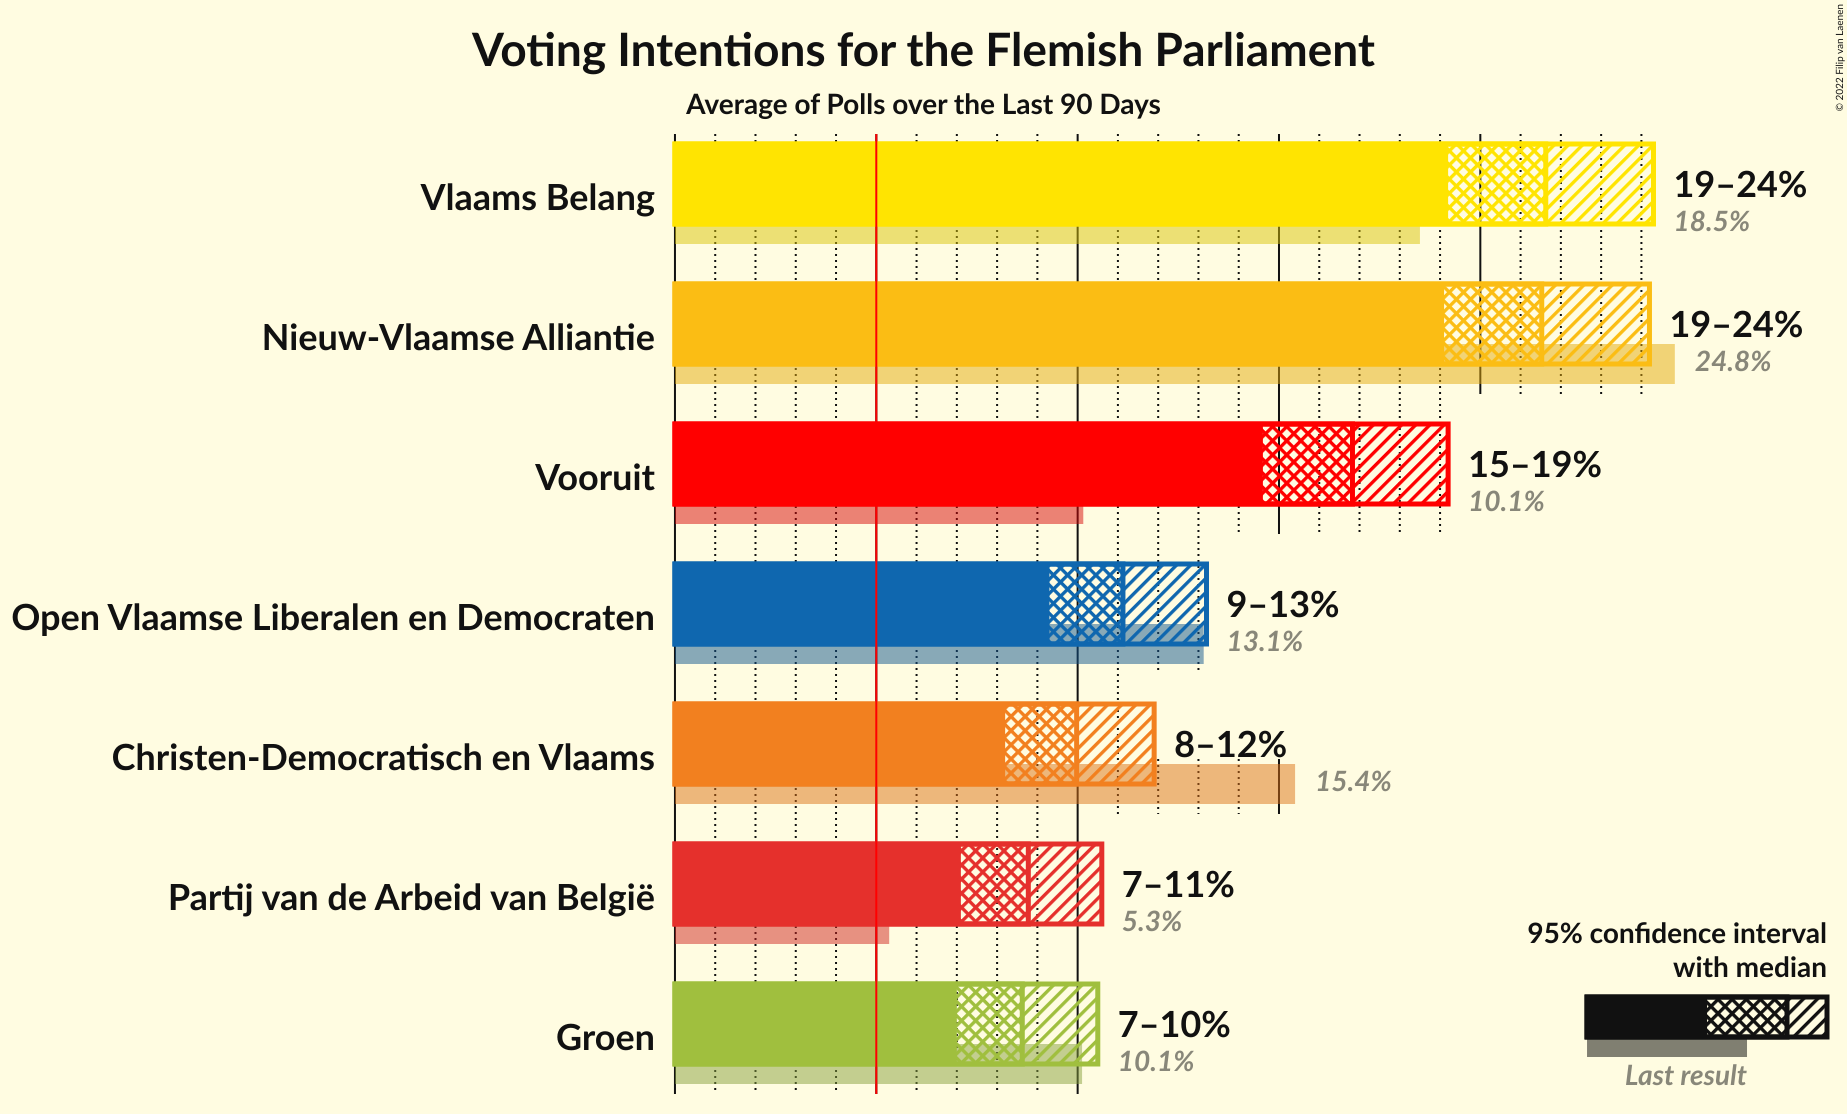 Voting Intentions for the Flemish Parliament
Average of Polls over the Last 90 Days
© 2022 Filip van Laenen
Vlaams Belang
19–24%
18.5%
Nieuw-Vlaamse Alliantie
19–24%
24.8%
Vooruit
15–19%
10.1%
Open Vlaamse Liberalen en Democraten
9–13%
13.1%
Christen-Democratisch en Vlaams
8–12%
15.4%
Partij van de Arbeid van België
7–11%
5.3%
Groen
7–10%
10.1%
95% confidence interval
with median
Last result